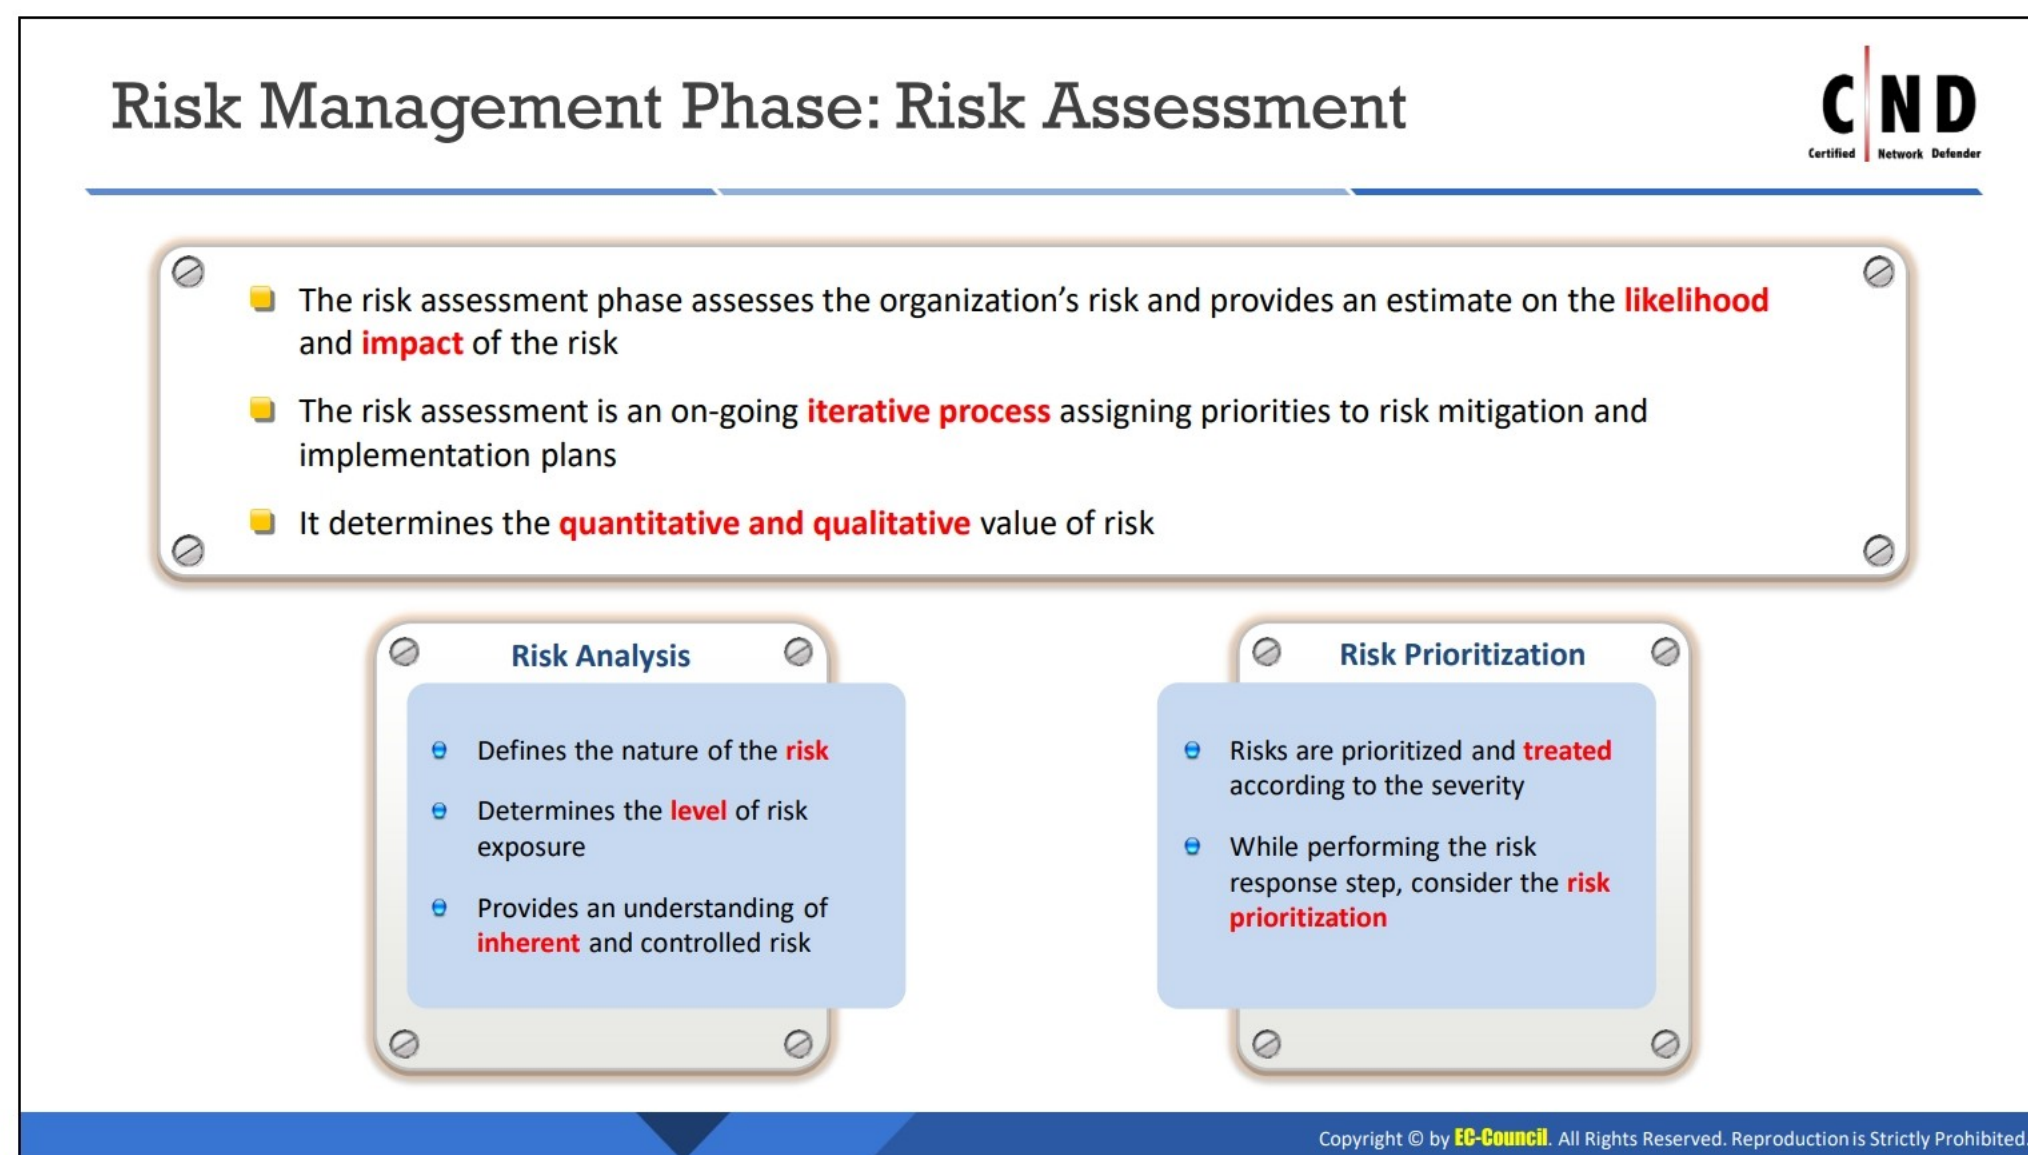 Risk Management Phase: Risk Assessment
C ND
Certified Network Defender
The risk assessment phase assesses the organization’s risk and provides an estimate on the likelihood
and impact of the risk
The risk assessment is an on-going iterative process assigning priorities to risk mitigation and
implementation plans
It determines the quantitative and qualitative value of risk
Risk Analysis
Defines the nature of the risk
Determines the level of risk
exposure
Provides an understanding of
inherent and controlled risk
Risk Prioritization
Risks are prioritized and treated
according to the severity
While performing the risk
response step, consider the risk
prioritization
Copyright © by EC-Council. All Rights Reserved. Reproduction is Strictly Prohibited.